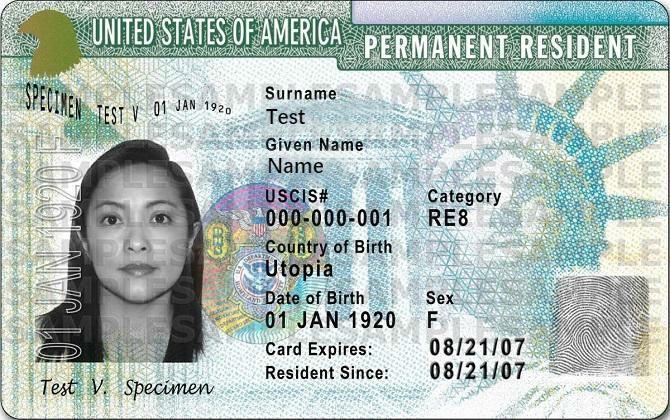 UNITED STATES OF AMERICA
PERMANENT RESIDENT
SPECIMEN TEST V 01 JAN 1920
Surname
Test
Given Name
Name
USCIS#
000-000-001
Category
RE8
Country of Birth
Utopia
Date of Birth
01 JAN 1920
Sex
F
Card Expires: 08/21/07
Resident Since: 08/21/07
01 JAN 1920 F
Test V. Specimen
SAMPLE